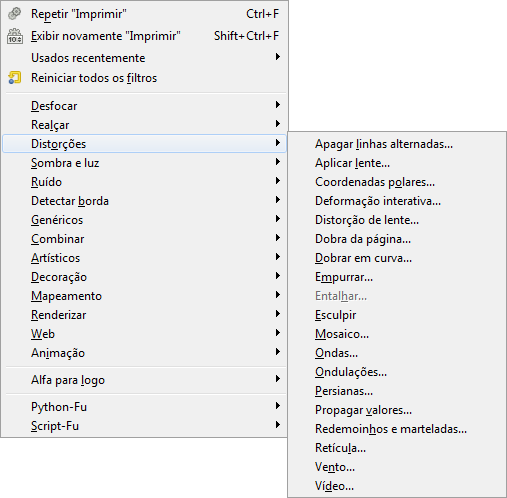 Repetir "Imprimir" Ctrl+F
Exibir novamente "Imprimir" Shift+Ctrl+F
Usados recentemente
Reiniciar todos os filtros
Desfocar
Realçar
Distorções
Sombra e luz
Ruído
Detectar borda
Genéricos
Combinar
Artísticos
Decoração
Mapeamento
Renderizar
Web
Animação
Alfa para logo
Python-Fu
Script-Fu
Apagar linhas alternadas...
Aplicar lente...
Coordenadas polares...
Deformação interativa...
Distorção de lente...
Dobra da página...
Dobrar em curva...
Empurrar...
Entalhar...
Esculpir
Mosaico...
Ondas...
Ondulações...
Persianas...
Propagar valores...
Redemoinhos e marteladas...
Retícula...
Vento...
Vídeo...